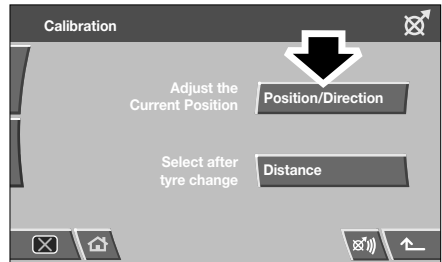 Calibration
Adjust the
Current Position
Position/Direction
Select after
tyre change
Distance